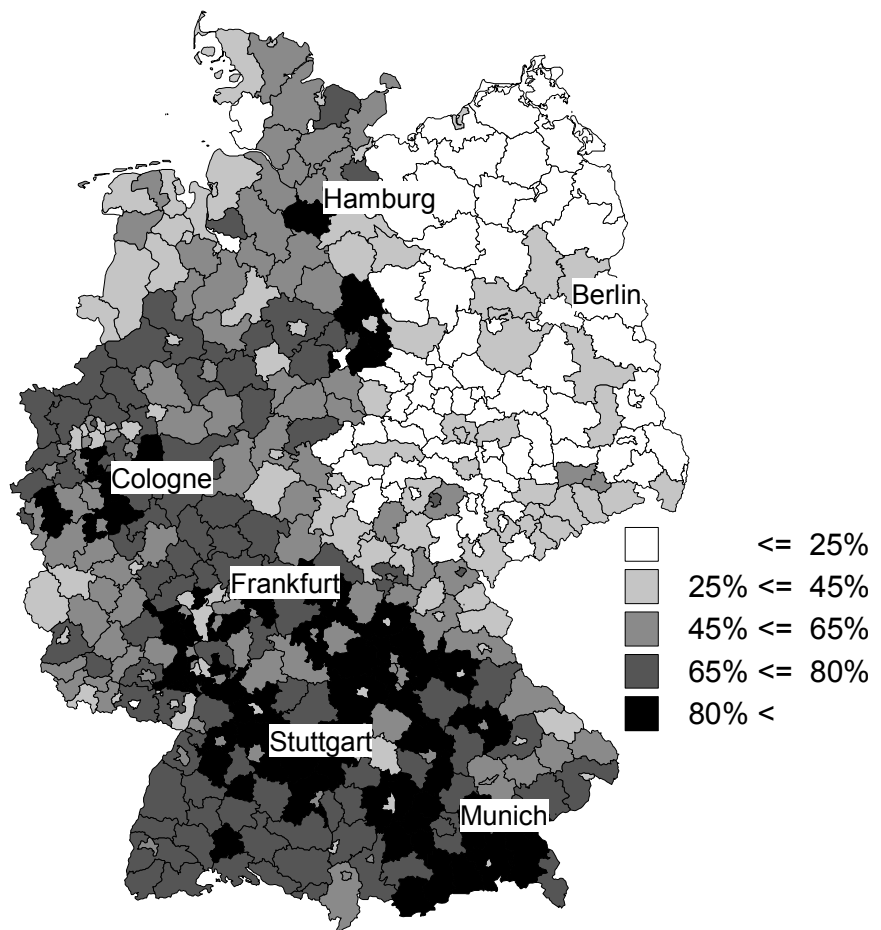 Hamburg
Berlin
Cologne
<= 25%
Frankfurt
25% <= 45%
45% <= 65%
65% <= 80%
80% <
Stuttgart
Munich